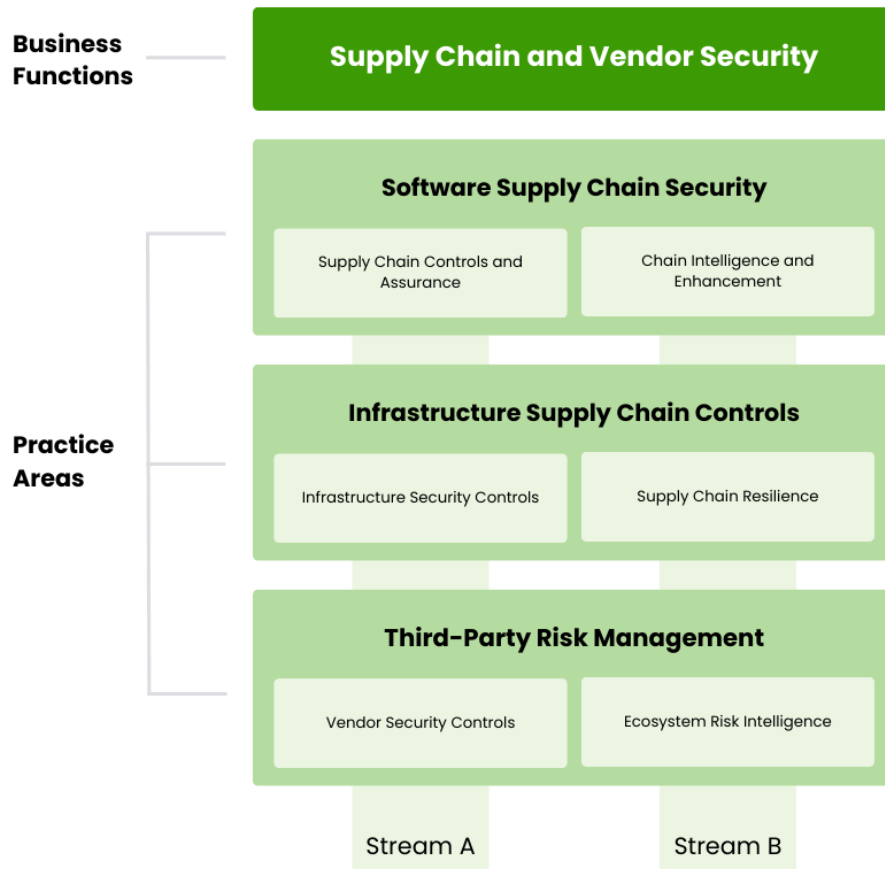 Business
Functions
Supply Chain and Vendor Security
Software Supply Chain Security
Supply Chain Controls and
Assurance
Chain Intelligence and
Enhancement
Practice
Areas
Infrastructure Supply Chain Controls
Infrastructure Security Controls
Supply Chain Resilience
Third-Party Risk Management
Vendor Security Controls
Ecosystem Risk Intelligence
Stream A
Stream B